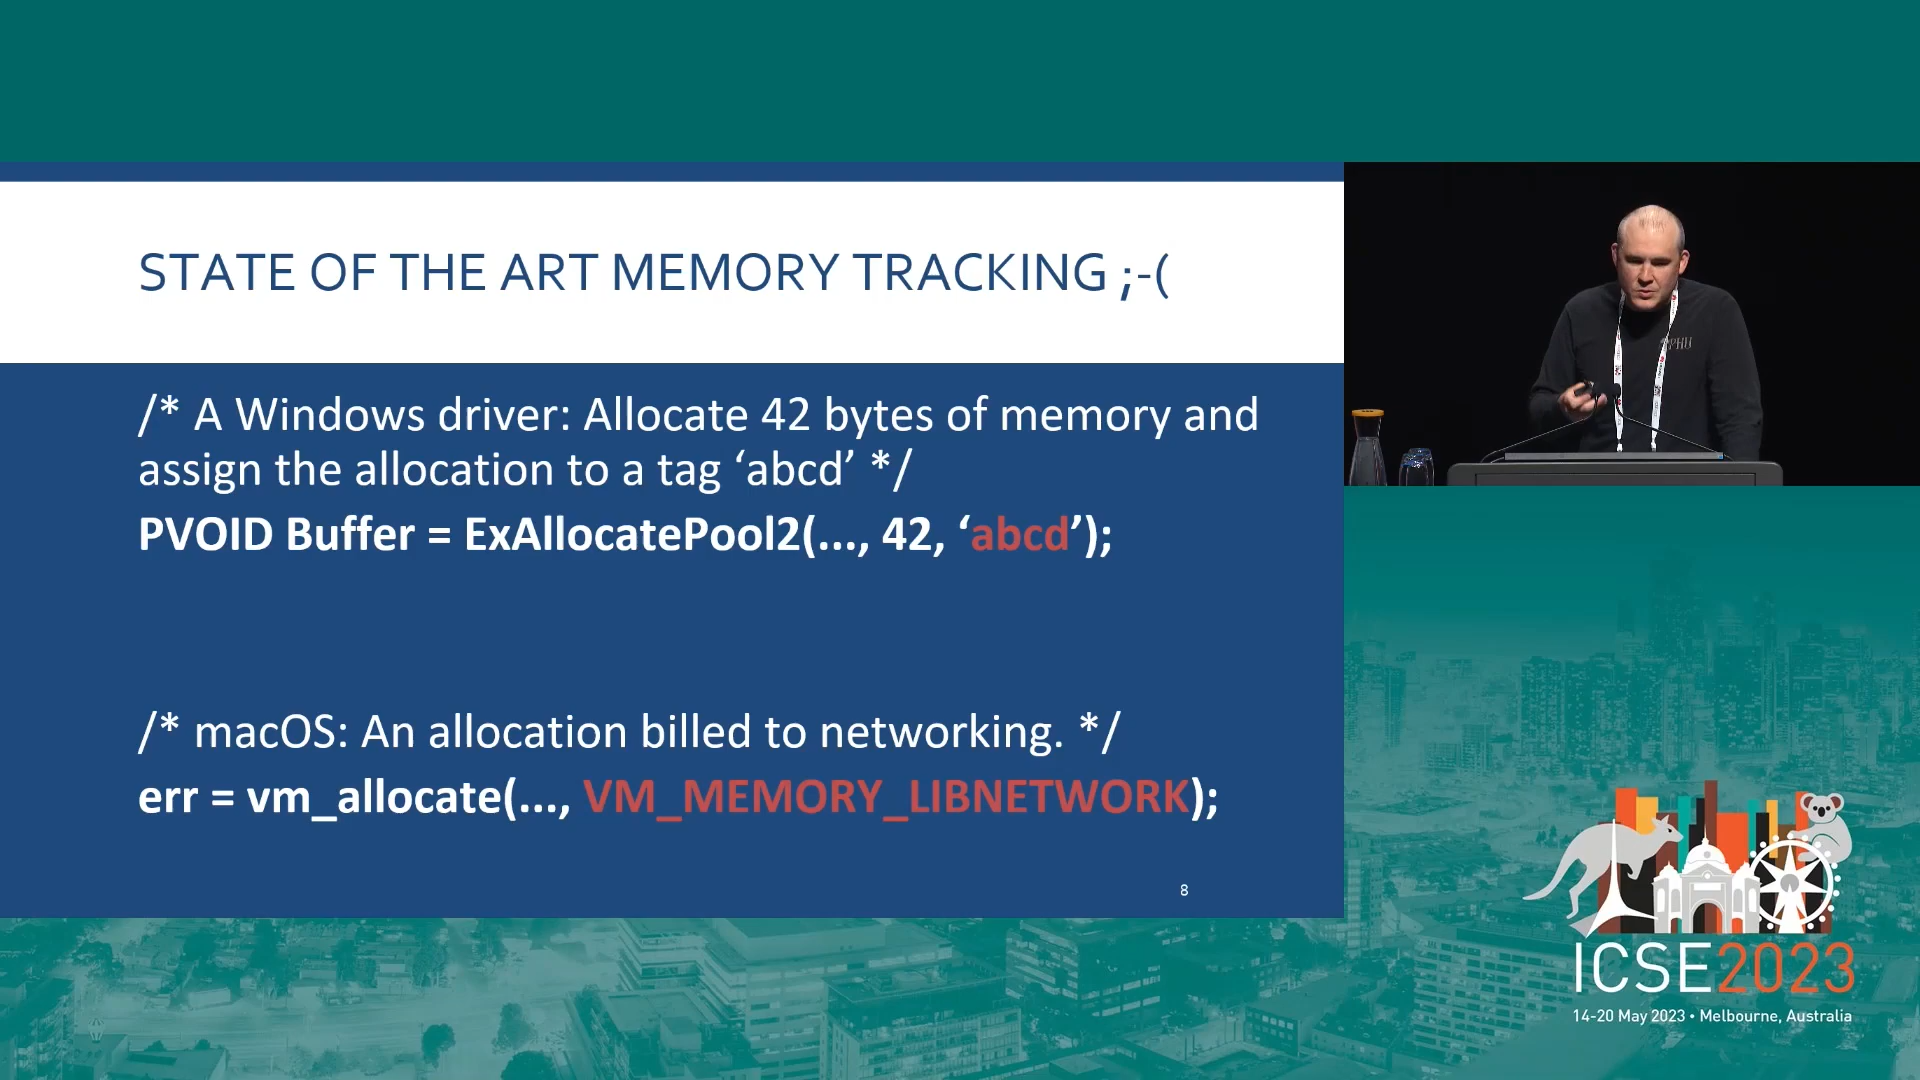 STATE OF THE ART MEMORY TRACKING ;-(
/* A Windows driver: Allocate 42 bytes of memory and
assign the allocation to a tag ‘abcd’ */
PVOID Buffer = ExAllocatePool2(..., 42, ‘abcd’);
/* macOS: An allocation billed to networking. */
err = vm_allocate(..., VM_MEMORY_LIBNETWORK);
8
ICSE2023
14-20 May 2023 • Melbourne, Australia